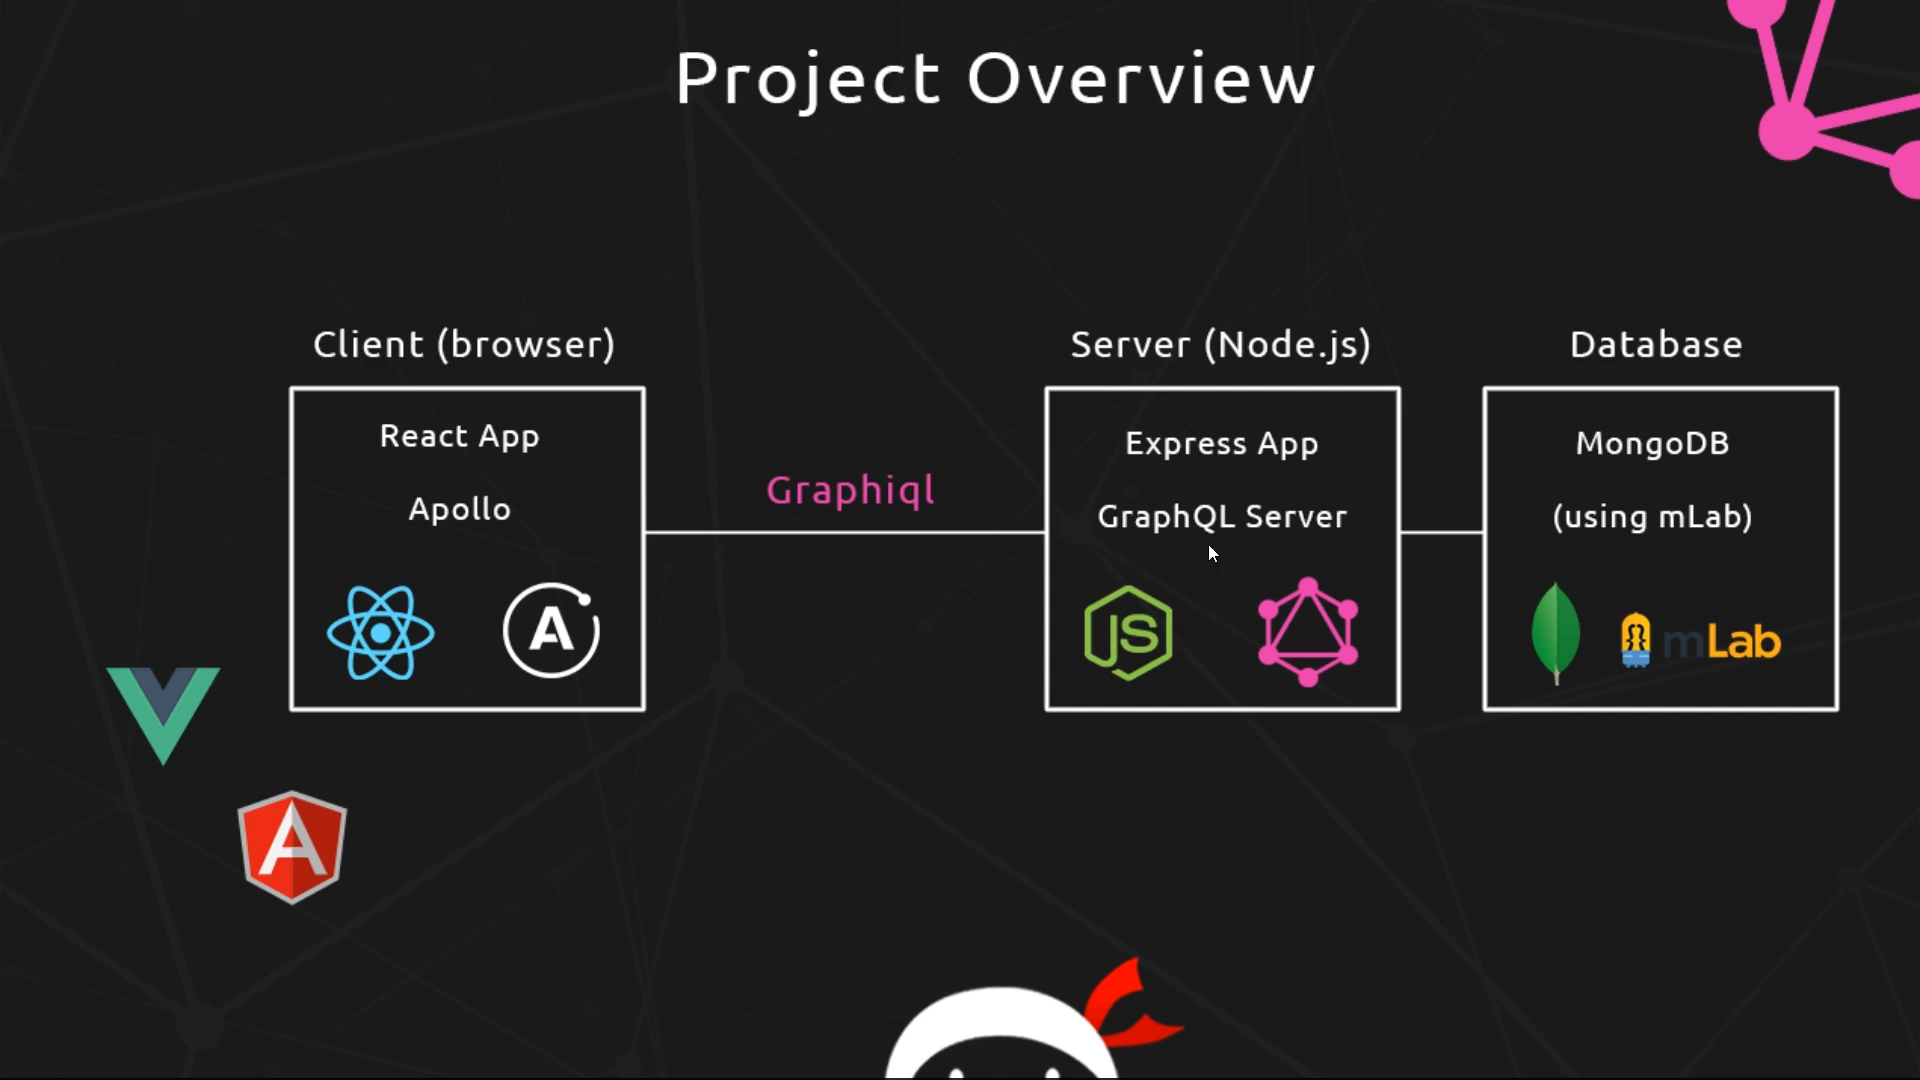 Project Overview
Client (browser)
React App
Apollo
Graphiql
Server (Node.js)
Express App
GraphQL Server
JS
Database
MongoDB
(using mLab)
mLab